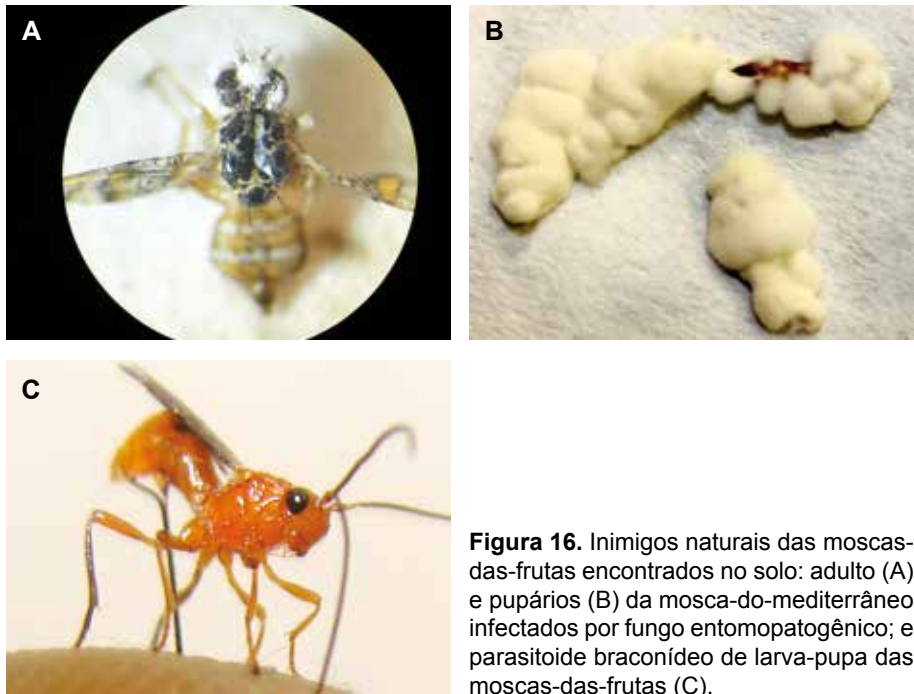 A
B
C
Figura 16. Inimigos naturais das moscas-
das-frutas encontrados no solo: adulto (A)
e pupários (B) da mosca-do-mediterrâneo
infectados por fungo entomopatogênico; e
parasitoide braconídeo de larva-pupa das
moscas-das-frutas (C).